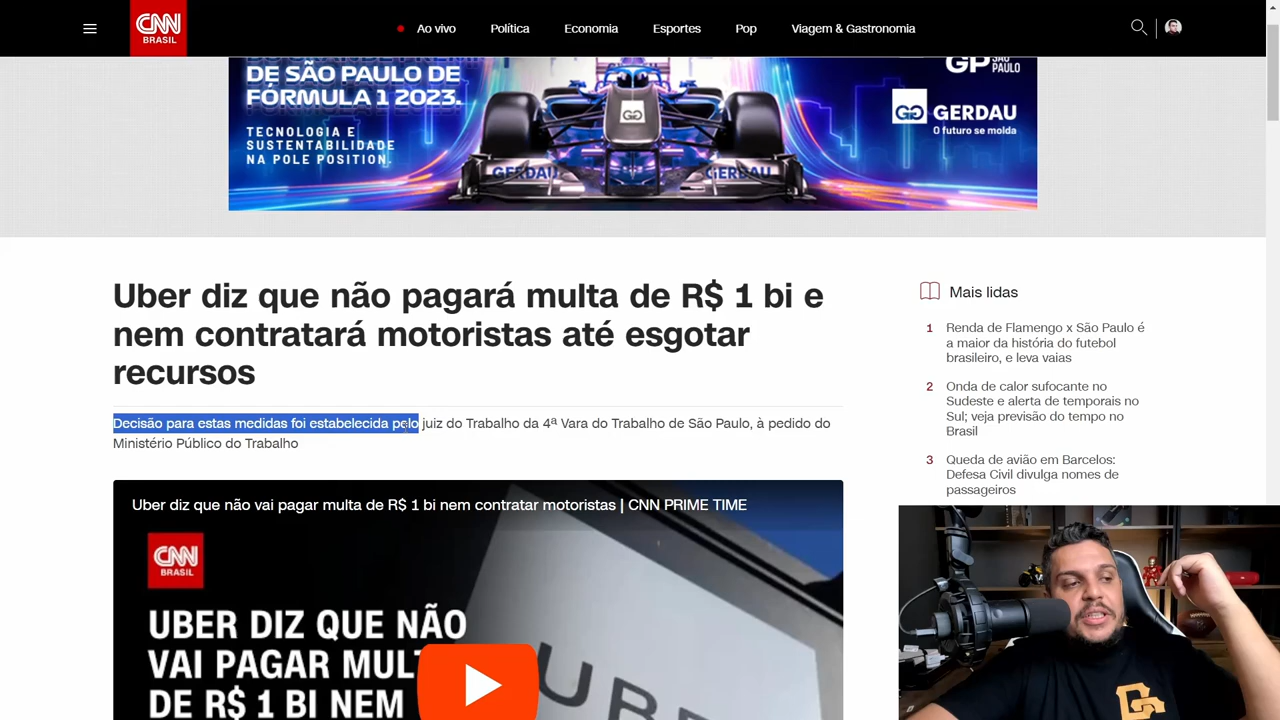 CNN
BRASIL
Ao vivo
Política
Economia
Esportes
Pop
Viagem & Gastronomia
DE SÃO PAULO DE
FÓRMULA 1 2023.
TECNOLOGIA E
SUSTENTABILIDADE
NA POLE POSITION.
GERDAU
GERDAU
GP SÃO
PAULO
GERDAU
O futuro se molda
Uber diz que não pagará multa de R$ 1 bi e
nem contratará motoristas até esgotar
recursos
Decisão para estas medidas foi estabelecida pelo juiz do Trabalho da 4ª Vara do Trabalho de São Paulo, à pedido do
Ministério Público do Trabalho
Uber diz que não vai pagar multa de R$ 1 bi nem contratar motoristas | CNN PRIME TIME
CNN
BRASIL
UBER DIZ QUE NÃO
VAI PAGAR MUL
DE R$ 1 BI NEM
UBE
Mais lidas
1 Renda de Flamengo x São Paulo é
a maior da história do futebol
brasileiro, e leva vaias
2 Onda de calor sufocante no
Sudeste e alerta de temporais no
Sul; veja previsão do tempo no
Brasil
3 Queda de avião em Barcelos:
Defesa Civil divulga nomes de
passageiros